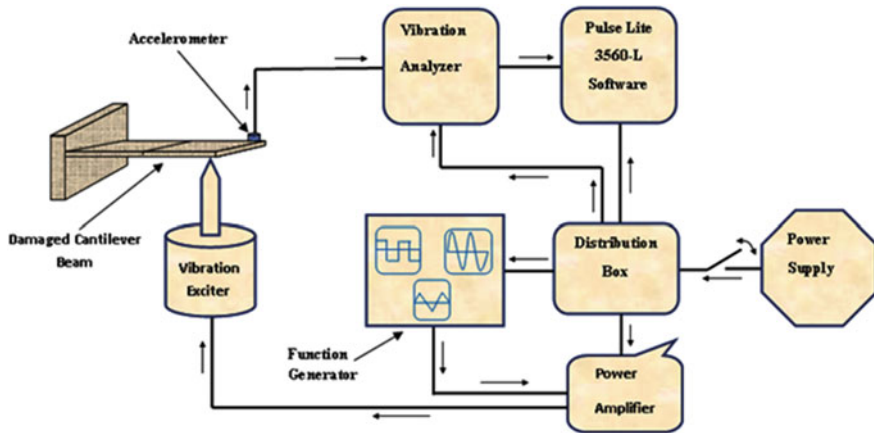 Accelerometer
Vibration
Analyzer
Pulse Lite
3560-L
Software
Damaged Cantilever
Beam
Vibration
Exciter
Distribution
Box
Power
Supply
Function
Generator
Power
Amplifier